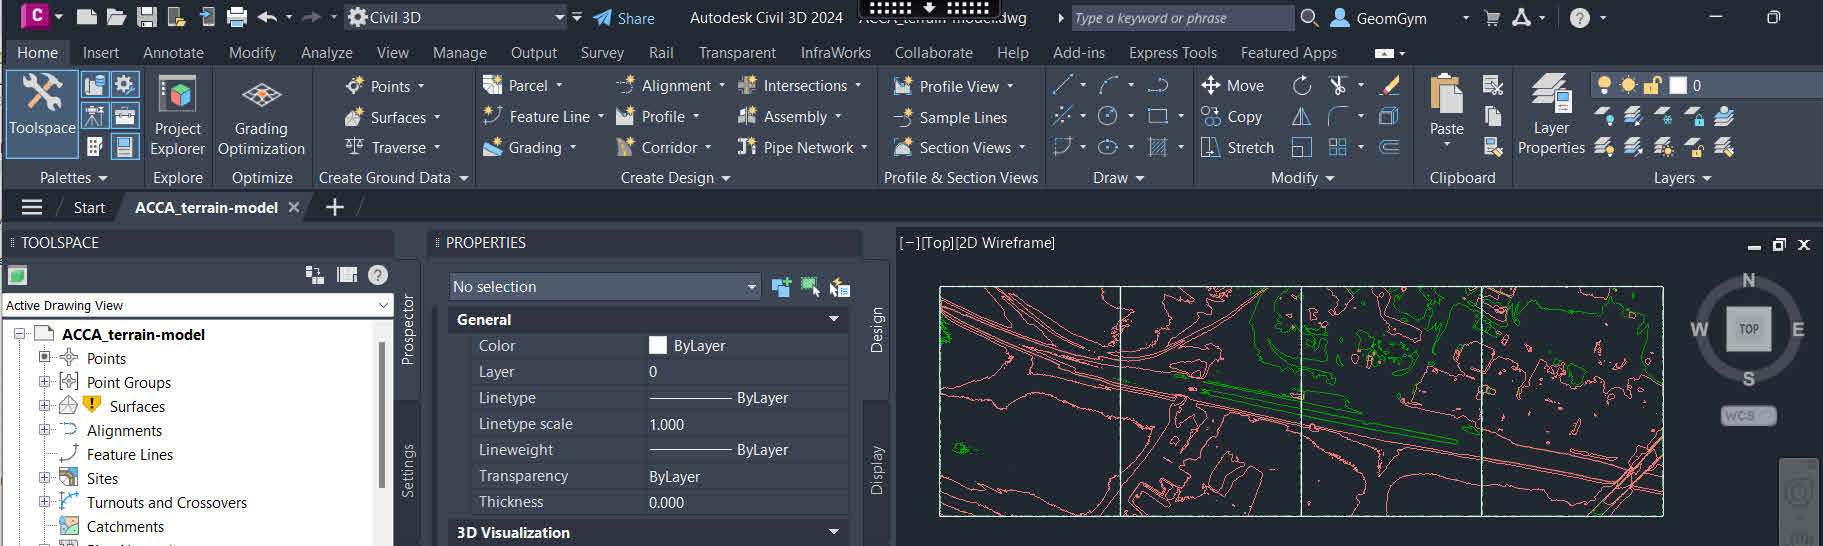 C Civil 3D Share Autodesk Civil 3D 2024 ACCA_terrain-model.dwg Type a keyword or phrase GeomGym ?
Home Insert Annotate Modify Analyze View Manage Output Survey Rail Transparent InfraWorks Collaborate Help Add-ins Express Tools Featured Apps
Toolspace
Project Explorer
Grading Optimization
Points
Surfaces
Traverse
Parcel
Feature Line
Grading
Alignment
Profile
Corridor
Intersections
Assembly
Pipe Network
Profile View
Sample Lines
Section Views
Move
Copy
Stretch
Paste
Layer Properties
0
Palettes Explore Optimize Create Ground Data Create Design Profile & Section Views Draw Modify Clipboard Layers
Start ACCA_terrain-model
TOOLSPACE
?
Active Drawing View
ACCA_terrain-model
Points
Point Groups
Surfaces
Alignments
Feature Lines
Sites
Turnouts and Crossovers
Catchments
Prospector
Settings
PROPERTIES
No selection
General
Color ByLayer
Layer 0
Linetype ByLayer
Linetype scale 1.000
Lineweight ByLayer
Transparency ByLayer
Thickness 0.000
3D Visualization
Design
Display
[−][Top][2D Wireframe]
N
W TOP E
S
WCS